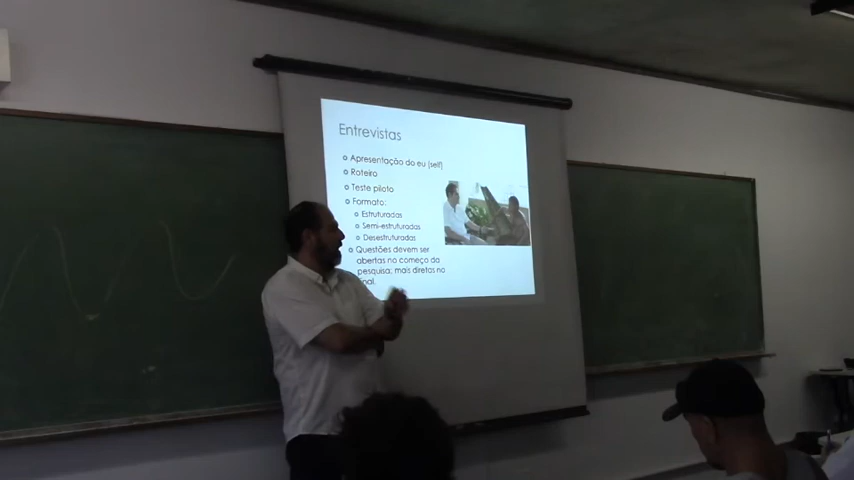 Entrevistas
Apresentação do eu (self)
Roteiro
Teste piloto
Formato:
Estruturadas
Semi-estruturadas
Desestruturadas
Questões devem ser
abertas no começo da
pesquisa; mais diretas no
final.